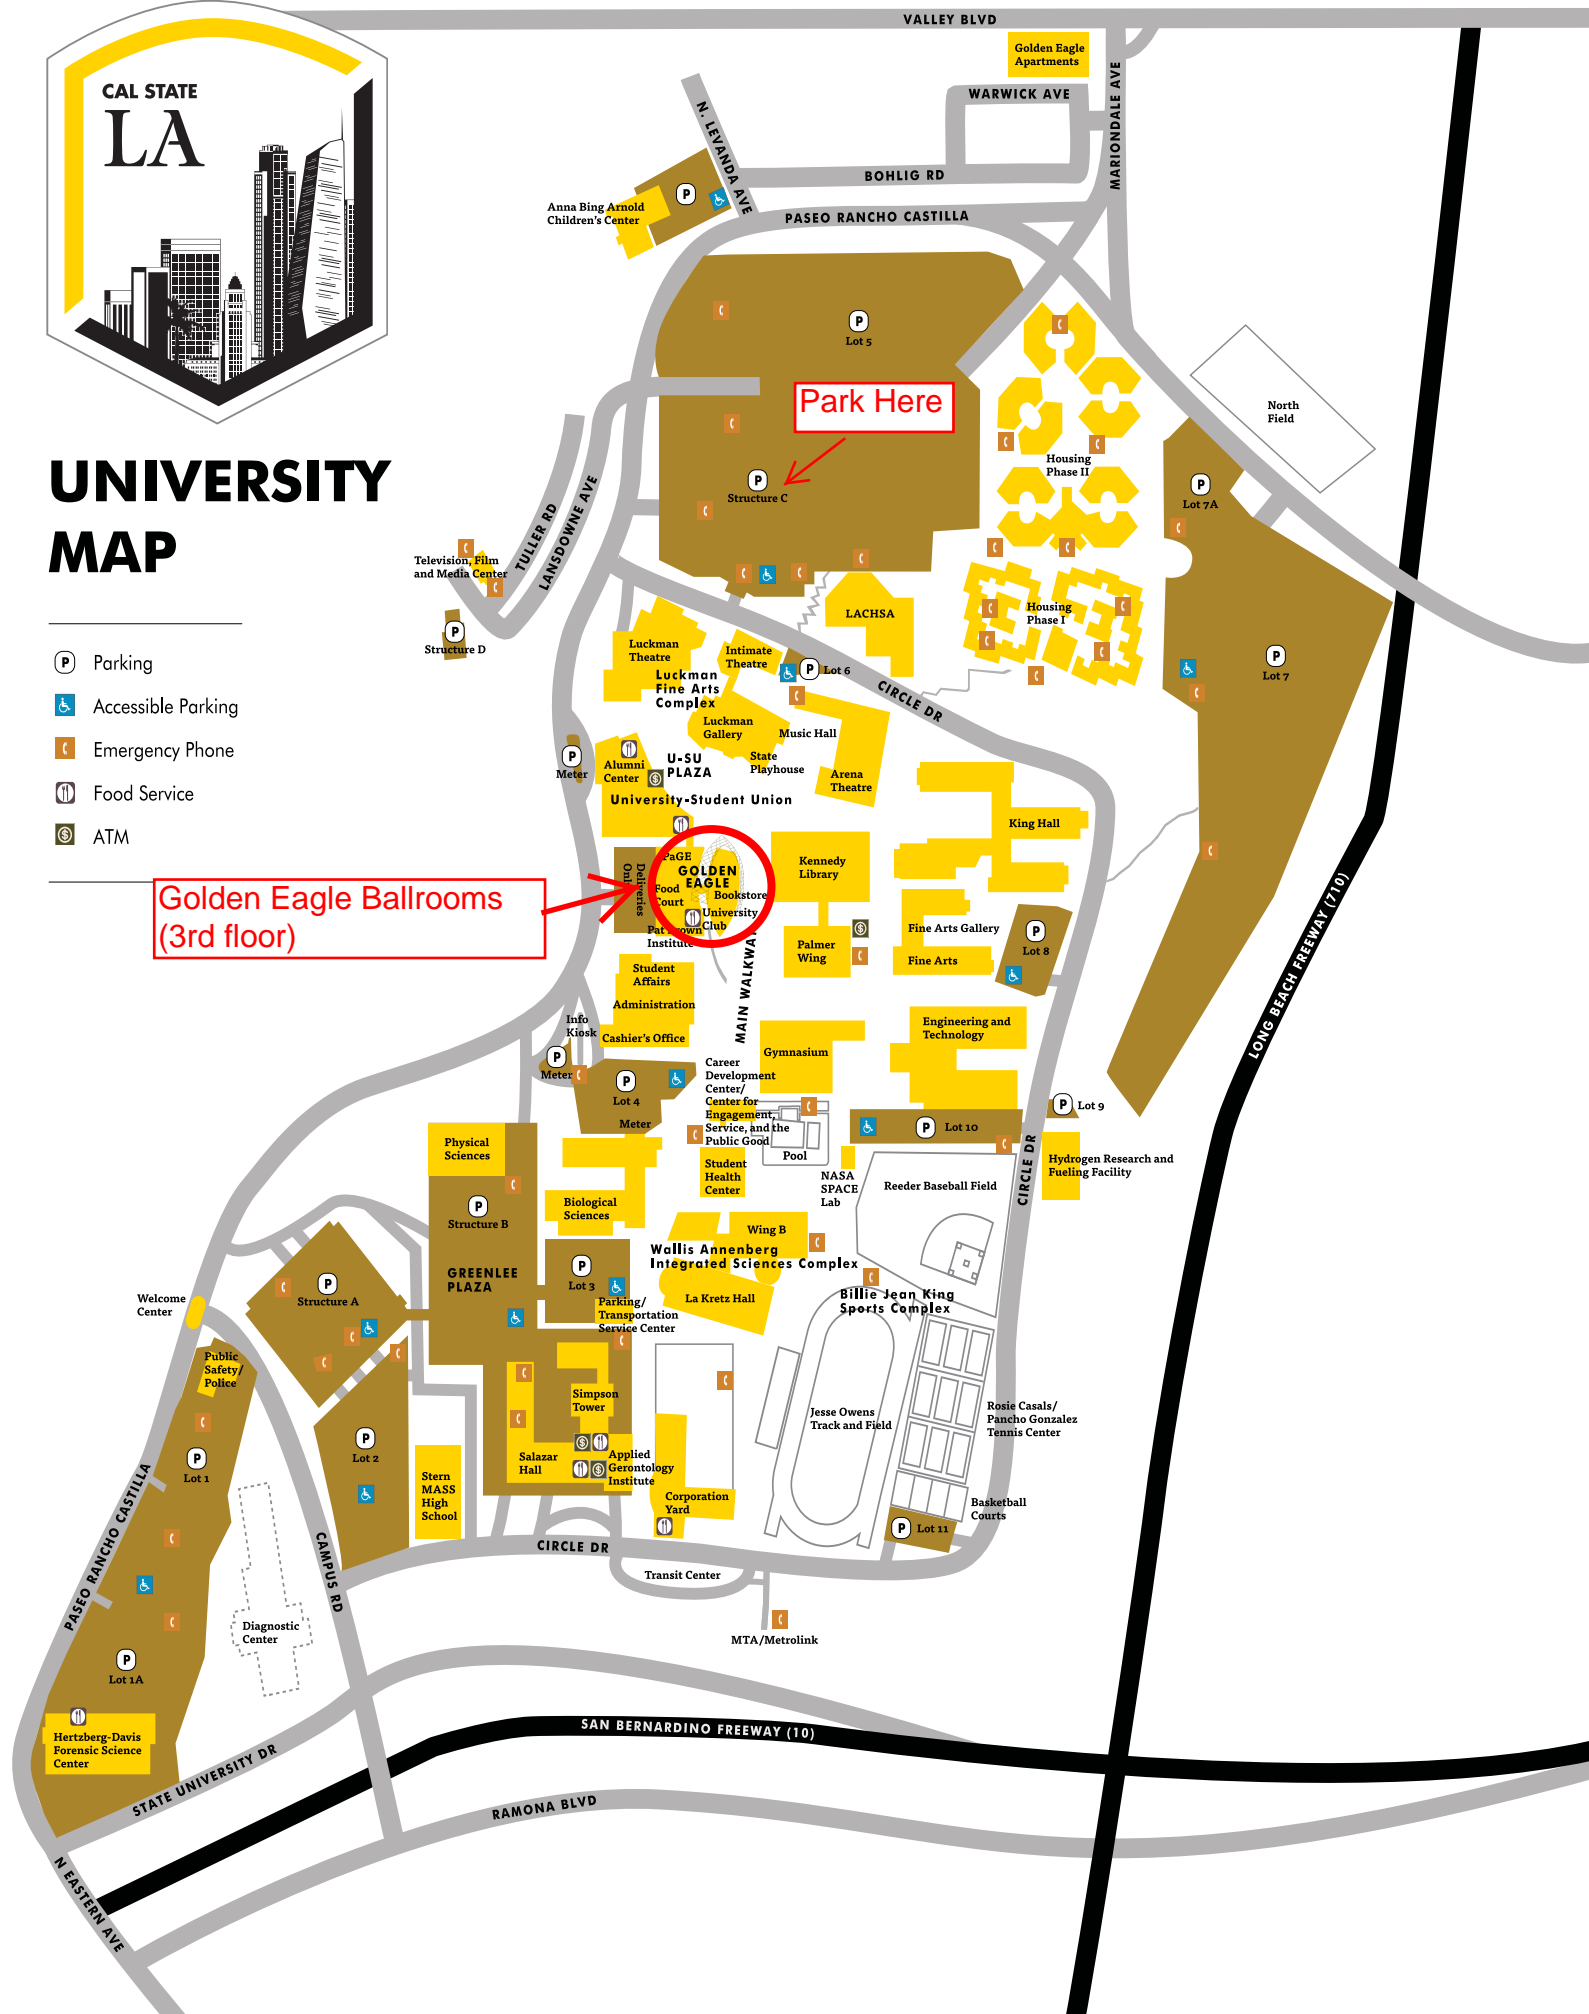 VALLEY BLVD
Golden Eagle
Apartments
CAL STATE
LA
WARWICK AVE
MARIONDALE AVE
N. LEVANDA AVE
BOHLIG RD
P
Anna Bing Arnold
Children's Center
PASEO RANCHO CASTILLA
P
Lot 5
Park Here
North
Field
UNIVERSITY
MAP
Housing
Phase II
P
Structure C
P
Lot 7A
TULLER RD
LANSDOWNE AVE
Television, Film
and Media Center
P
Structure D
LACHSA
Housing
Phase I
P Parking
Accessible Parking
Emergency Phone
Food Service
$ ATM
Luckman
Theatre
Intimate
Theatre
P Lot 6
P
Lot 7
Luckman
Fine Arts
Complex
CIRCLE DR
Luckman
Gallery
Music Hall
State
Playhouse
Arena
Theatre
P
Meter
Alumni
Center
$
U-SU
PLAZA
University-Student Union
King Hall
PaGE
GOLDEN
EAGLE
Food
Court
Bookstore
University
Club
Pat Brown
Institute
Deliveries
Only
Kennedy
Library
Golden Eagle Ballrooms
(3rd floor)
Palmer
Wing
$
Fine Arts Gallery
Fine Arts
P
Lot 8
LONG BEACH FREEWAY (710)
MAIN WALKWAY
Student
Affairs
Administration
Cashier's Office
Info
Kiosk
P
Meter
P
Lot 4
Meter
Gymnasium
Engineering and
Technology
Career
Development
Center/
Center for
Engagement,
Service, and the
Public Good
Pool
P Lot 9
P Lot 10
Hydrogen Research and
Fueling Facility
CIRCLE DR
Physical
Sciences
Student
Health
Center
NASA
SPACE
Lab
Reeder Baseball Field
P
Structure B
Biological
Sciences
Wing B
Wallis Annenberg
Integrated Sciences Complex
La Kretz Hall
GREENLEE
PLAZA
P
Lot 3
Parking/
Transportation
Service Center
Billie Jean King
Sports Complex
P
Structure A
Welcome
Center
Public
Safety/
Police
Simpson
Tower
Jesse Owens
Track and Field
Rosie Casals/
Pancho Gonzalez
Tennis Center
P
Lot 1
P
Lot 2
Stern
MASS
High
School
Salazar
Hall
$
$
Applied
Gerontology
Institute
Corporation
Yard
Basketball
Courts
P Lot 11
PASEO RANCHO CASTILLA
CAMPUS RD
CIRCLE DR
Transit Center
Diagnostic
Center
MTA/Metrolink
P
Lot 1A
Hertzberg-Davis
Forensic Science
Center
STATE UNIVERSITY DR
SAN BERNARDINO FREEWAY (10)
RAMONA BLVD
N EASTERN AVE